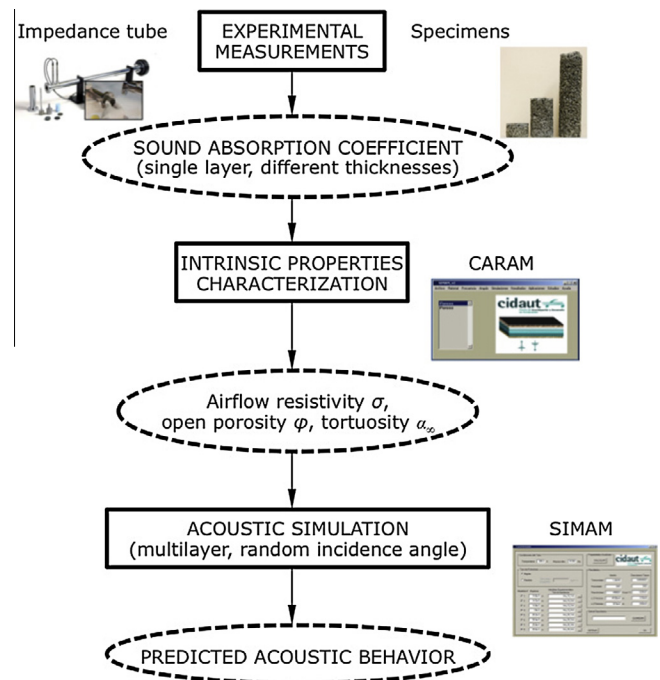 Impedance tube
EXPERIMENTAL
MEASUREMENTS
Specimens
SOUND ABSORPTION COEFFICIENT
(single layer, different thicknesses)
INTRINSIC PROPERTIES
CHARACTERIZATION
CARAM
cidaut
Airflow resistivity σ,
open porosity φ, tortuosity α∞
ACOUSTIC SIMULATION
(multilayer, random incidence angle)
SIMAM
cidaut
PREDICTED ACOUSTIC BEHAVIOR